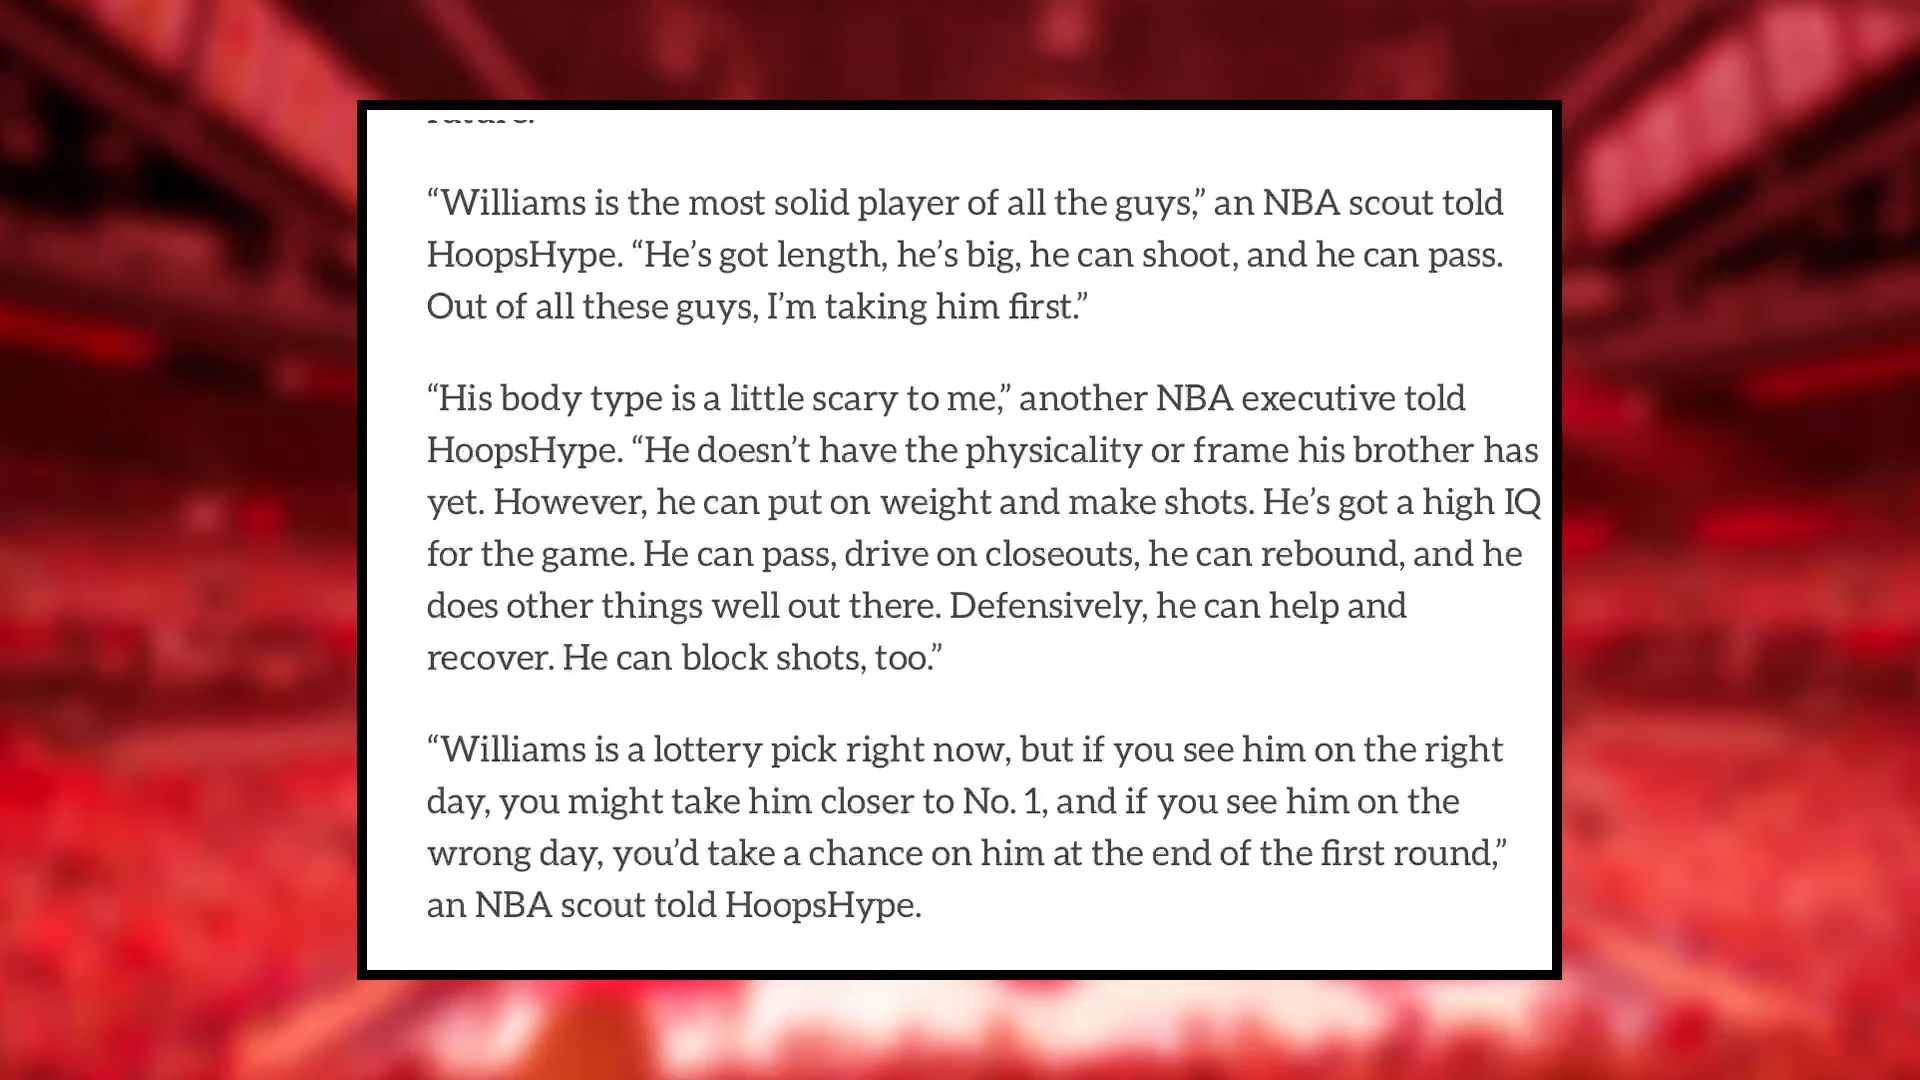 “Williams is the most solid player of all the guys,” an NBA scout told
HoopsHype. “He’s got length, he’s big, he can shoot, and he can pass.
Out of all these guys, I’m taking him first.”
“His body type is a little scary to me,” another NBA executive told
HoopsHype. “He doesn’t have the physicality or frame his brother has
yet. However, he can put on weight and make shots. He’s got a high IQ
for the game. He can pass, drive on closeouts, he can rebound, and he
does other things well out there. Defensively, he can help and
recover. He can block shots, too.”
“Williams is a lottery pick right now, but if you see him on the right
day, you might take him closer to No. 1, and if you see him on the
wrong day, you’d take a chance on him at the end of the first round,”
an NBA scout told HoopsHype.